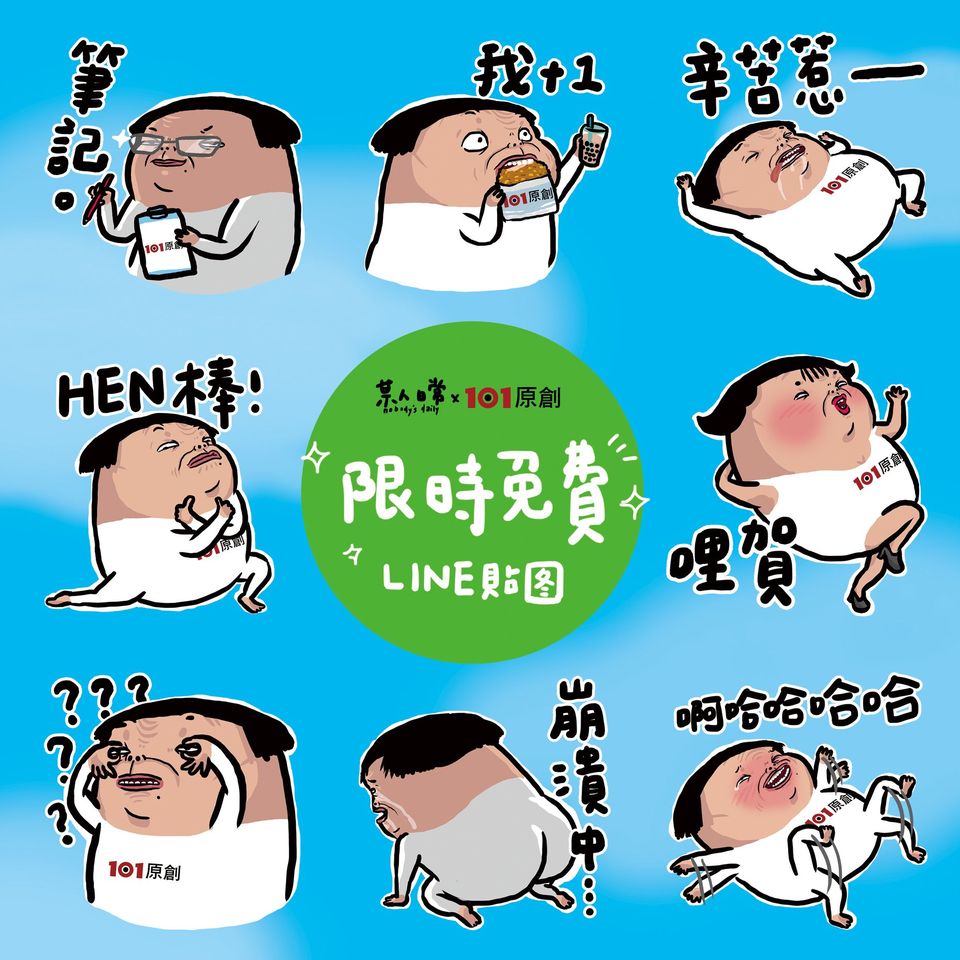 筆記。
101原創
我+1
101原創
辛苦惹一
101原創
HEN棒!
101原創
某人日常 x 101原創
nobody's daily
限時免費
LINE貼图
101原創
哩賀
? ? ?
?
?
101原創
崩潰中...
啊哈哈哈哈
101原創